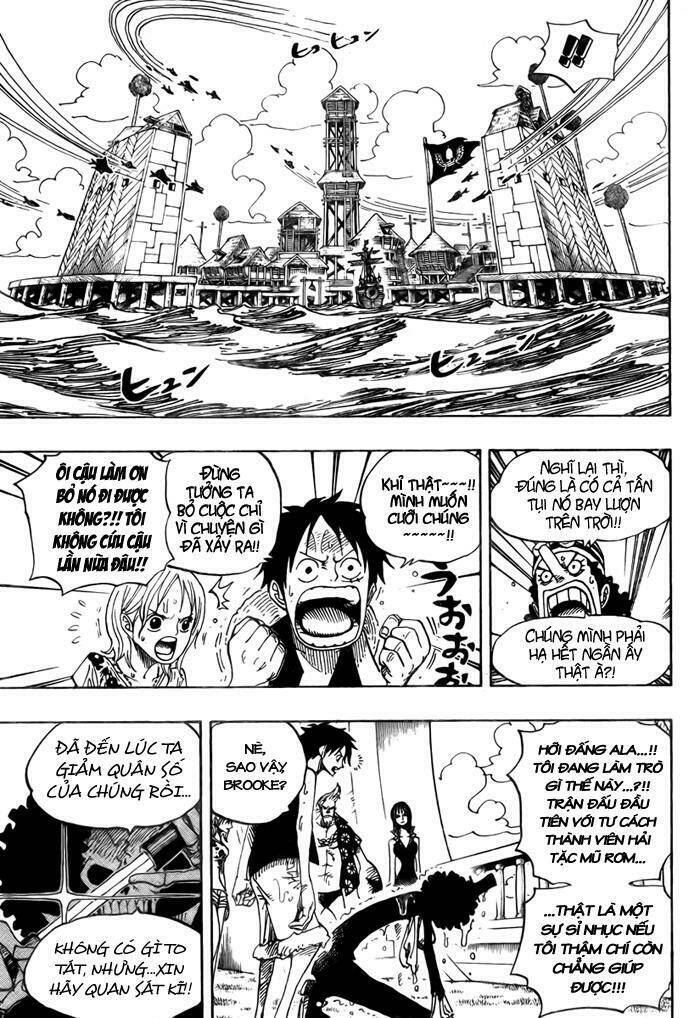 ヒュ
ヒュン
!!
ヒュン
ヒュン
NGHĨ LẠI THÌ,
ĐÚNG LÀ CÓ CẢ TẤN
TỤI NÓ BAY LƯỢN
TRÊN TRỜI!!
CHÚNG MÌNH PHẢI
HẠ HẾT NGẦN ẤY
THẬT À?!
KHỈ THẬT~~~!!
MÌNH MUỐN
CƯỠI CHÚNG
~~~~~!!
うおおおお
ĐỪNG
TƯỞNG TA
BỎ CUỘC CHỈ
VÌ CHUYỆN GÌ
ĐÃ XẢY RA!!
ÔI CẬU LÀM ƠN
BỎ NÓ ĐI ĐƯỢC
KHÔNG?!! TÔI
KHÔNG CỨU CẬU
LẦN NỮA ĐÂU!!
HỠI ĐẤNG ALA...!!
TÔI ĐANG LÀM TRÒ
GÌ THẾ NÀY...?!!
TRẬN ĐẤU ĐẦU
TIÊN VỚI TƯ CÁCH
THÀNH VIÊN HẢI
TẶC MŨ RƠM...
...THẬT LÀ MỘT
SỰ SỈ NHỤC NẾU
TÔI THẬM CHÍ CÒN
CHẲNG GIÚP
ĐƯỢC!!!
NÈ,
SAO VẬY,
BROOKE?
ĐÃ ĐẾN LÚC TA
GIẢM QUÂN SỐ
CỦA CHÚNG RỒI...
KHÔNG CÓ GÌ TO
TÁT, NHƯNG...XIN
HÃY QUAN SÁT KĨ!